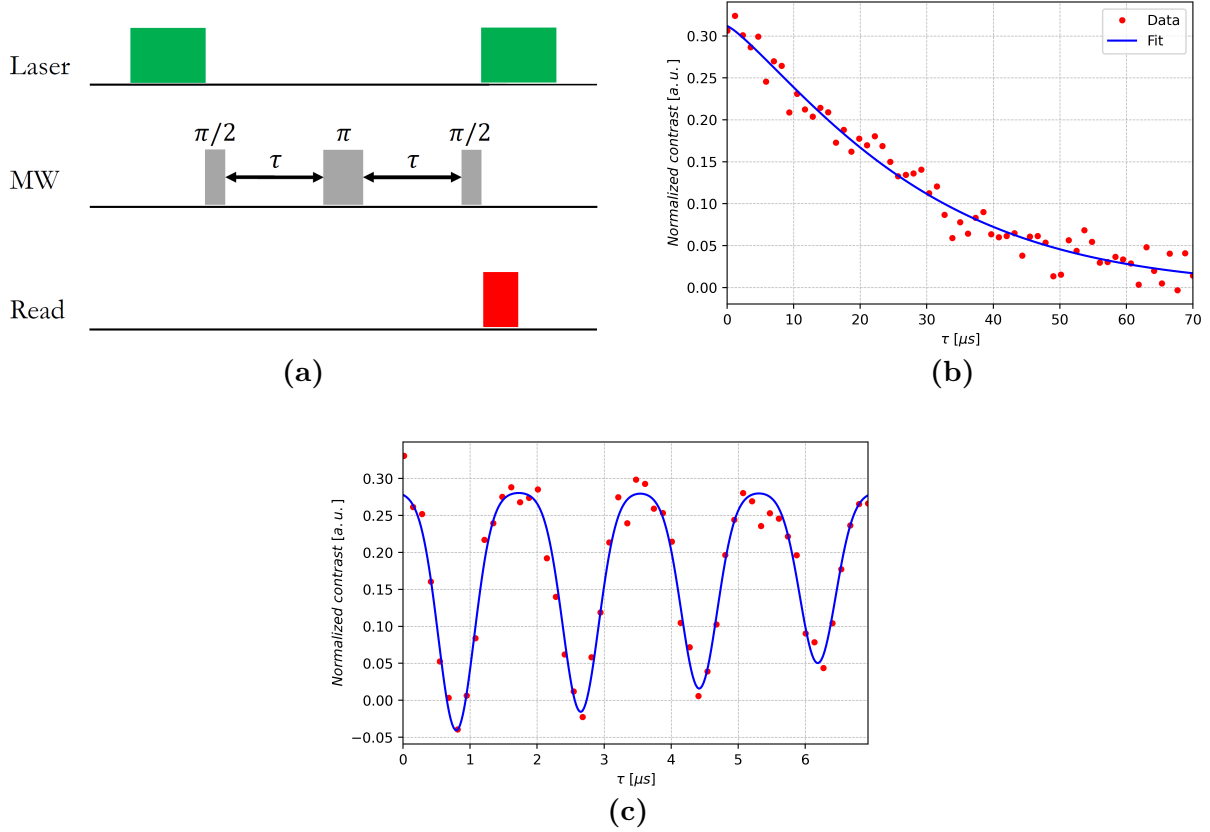 Laser
π/2 π π/2
τ τ
MW
Read
(a)
Data
Fit
Normalized contrast [a.u.]
0.30
0.25
0.20
0.15
0.10
0.05
0.00
0 10 20 30 40 50 60 70
τ [μs]
(b)
Normalized contrast [a.u.]
0.30
0.25
0.20
0.15
0.10
0.05
0.00
−0.05
0 1 2 3 4 5 6
τ [μs]
(c)